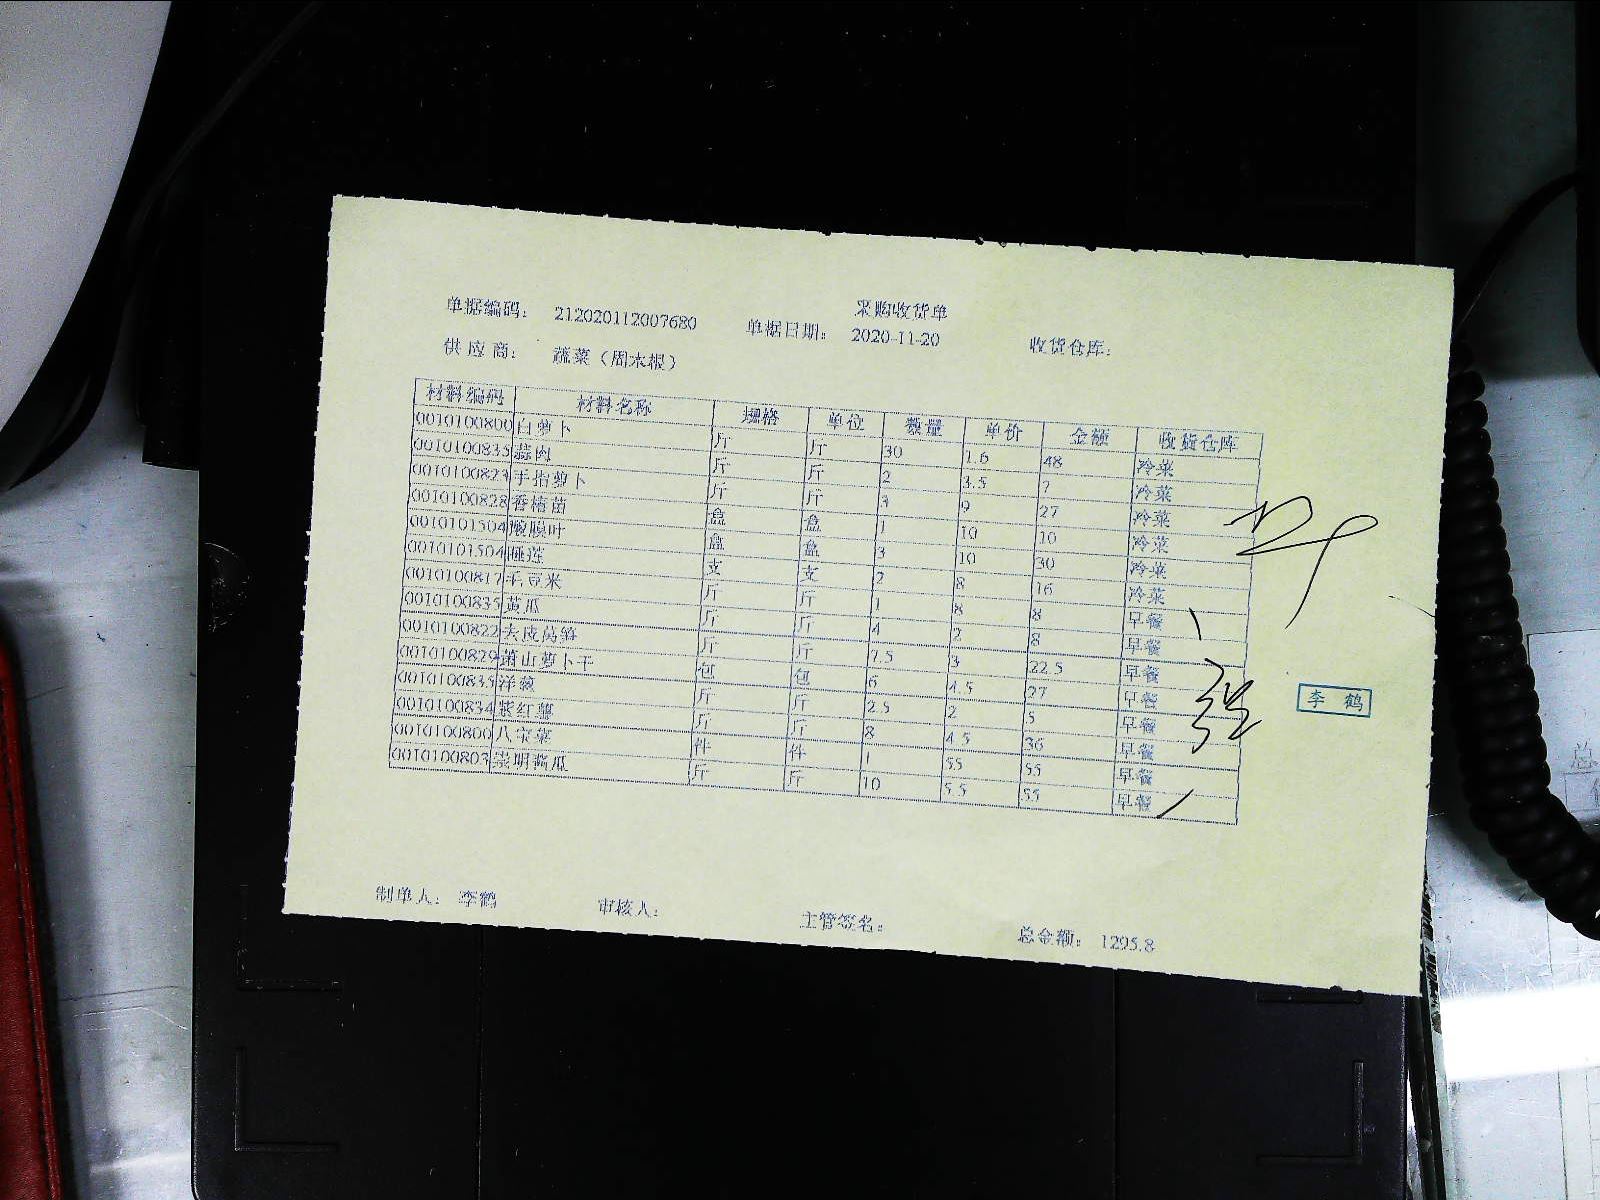 采购收货单
单据编码： 212020112007680 单据日期： 2020-11-20 收货仓库：
供 应 商： 蔬菜（周木根）
材料编码 材料名称 规格 单位 数量 单价 金额 收货仓库
0010100800 白萝卜 斤 斤 30 1.6 48 冷菜
0010100835 蒜肉 斤 斤 2 3.5 7 冷菜
0010100823 手指萝卜 斤 斤 3 9 27 冷菜
0010100828 香椿苗 盘 盘 1 10 10 冷菜
0010101504 酸膜叶 盘 盘 3 10 30 冷菜
0010101504 支 支 2 8 16 冷菜
0010100817 毛豆米 斤 斤 1 8 8 早餐
0010100835 黄瓜 斤 斤 4 2 8 早餐
0010100822 去皮莴笋 斤 斤 7.5 3 22.5 早餐
0010100829 萧山萝卜干 包 包 6 4.5 27 早餐
0010100835 洋葱 斤 斤 2.5 2 5 早餐
0010100834 紫红薯 斤 斤 8 4.5 36 早餐
0010100800 八宝菜 件 件 1 55 55 早餐
0010100803 崇明酱瓜 斤 斤 10 5.5 55 早餐
李 鹤
制单人： 李鹤 审核人： 主管签名： 总金额： 1295.8